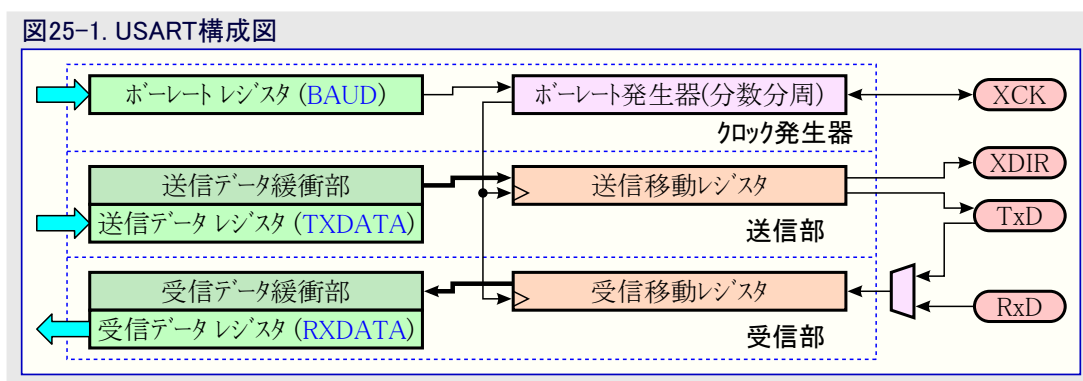 図25-1. USART構成図
ボーレート レジスタ (BAUD)
ボーレート発生器(分数分周)
XCK
クロック発生器
XDIR
送信データ緩衝部
送信移動レジスタ
送信データ レジスタ (TXDATA)
TxD
送信部
受信データ緩衝部
受信移動レジスタ
RxD
受信データ レジスタ (RXDATA)
受信部